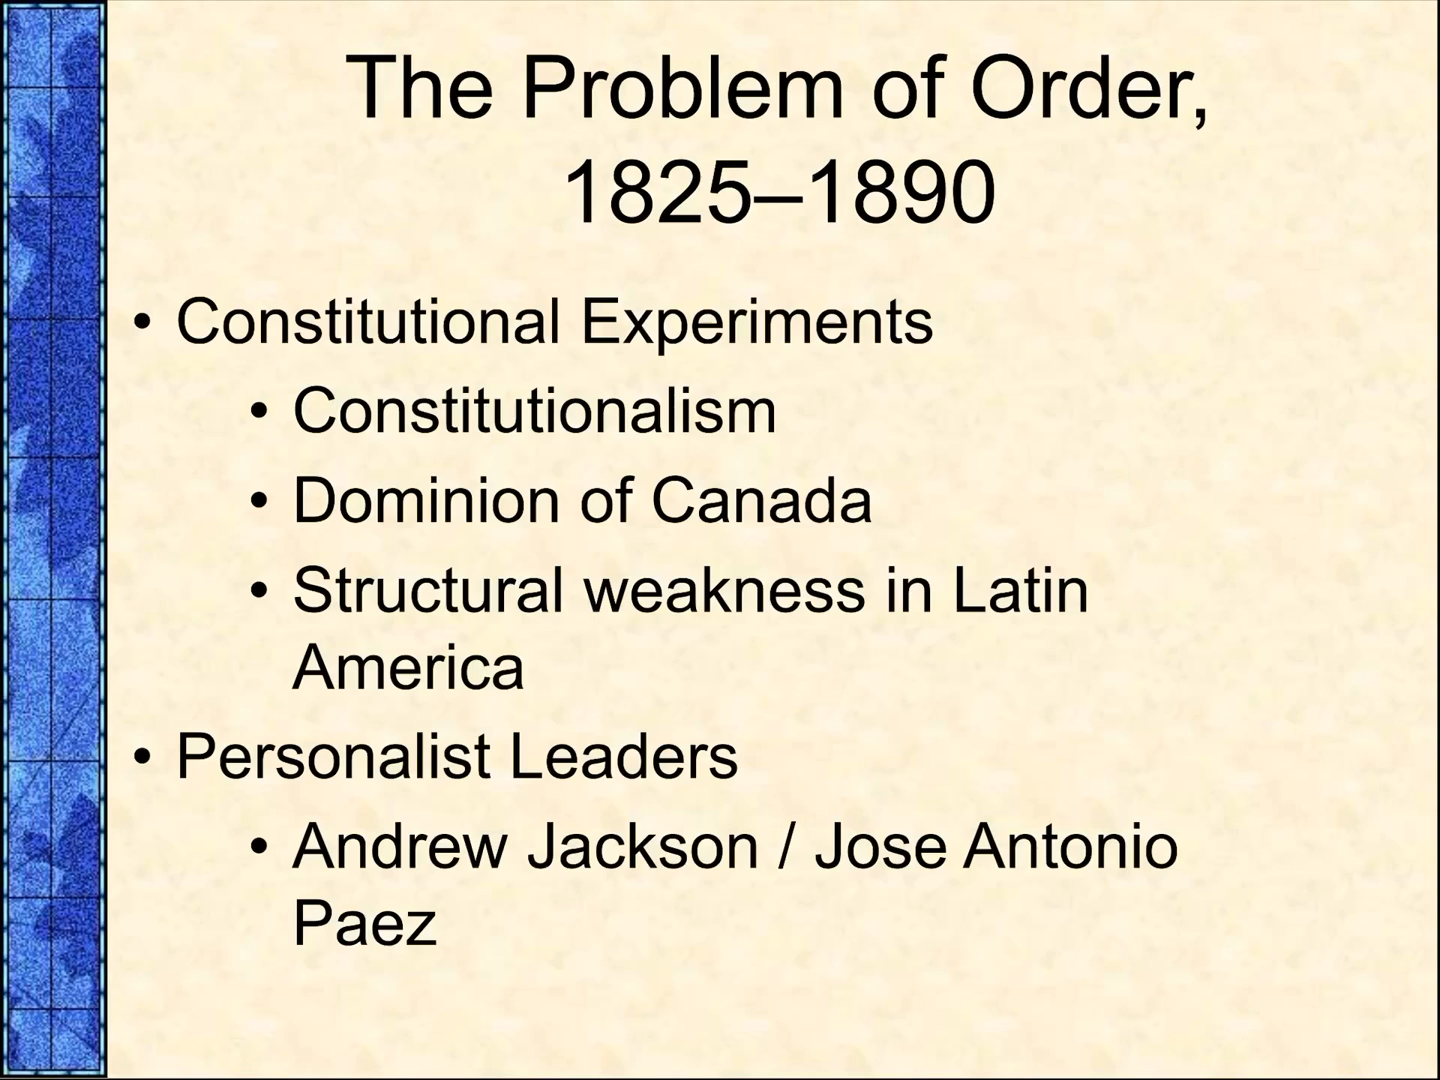 The Problem of Order,
1825–1890
• Constitutional Experiments
• Constitutionalism
• Dominion of Canada
• Structural weakness in Latin
America
• Personalist Leaders
• Andrew Jackson / Jose Antonio
Paez